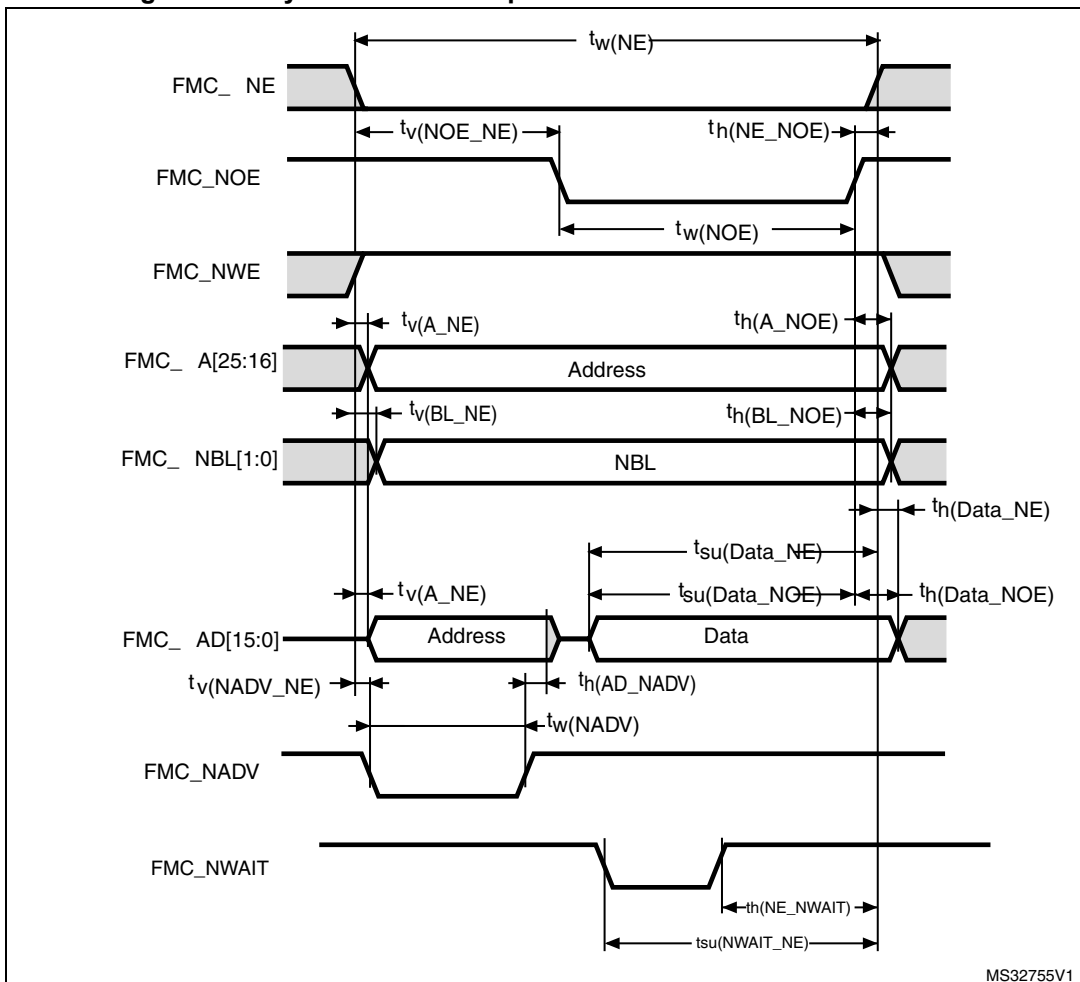 tw(NE)
FMC_ NE
tv(NOE_NE)
th(NE_NOE)
FMC_NOE
tw(NOE)
FMC_NWE
tv(A_NE)
th(A_NOE)
FMC_ A[25:16]
Address
tv(BL_NE)
th(BL_NOE)
FMC_ NBL[1:0]
NBL
th(Data_NE)
tsu(Data_NE)
tv(A_NE)
tsu(Data_NOE)
th(Data_NOE)
FMC_ AD[15:0]
Address
Data
tv(NADV_NE)
th(AD_NADV)
tw(NADV)
FMC_NADV
FMC_NWAIT
th(NE_NWAIT)
tsu(NWAIT_NE)
MS32755V1